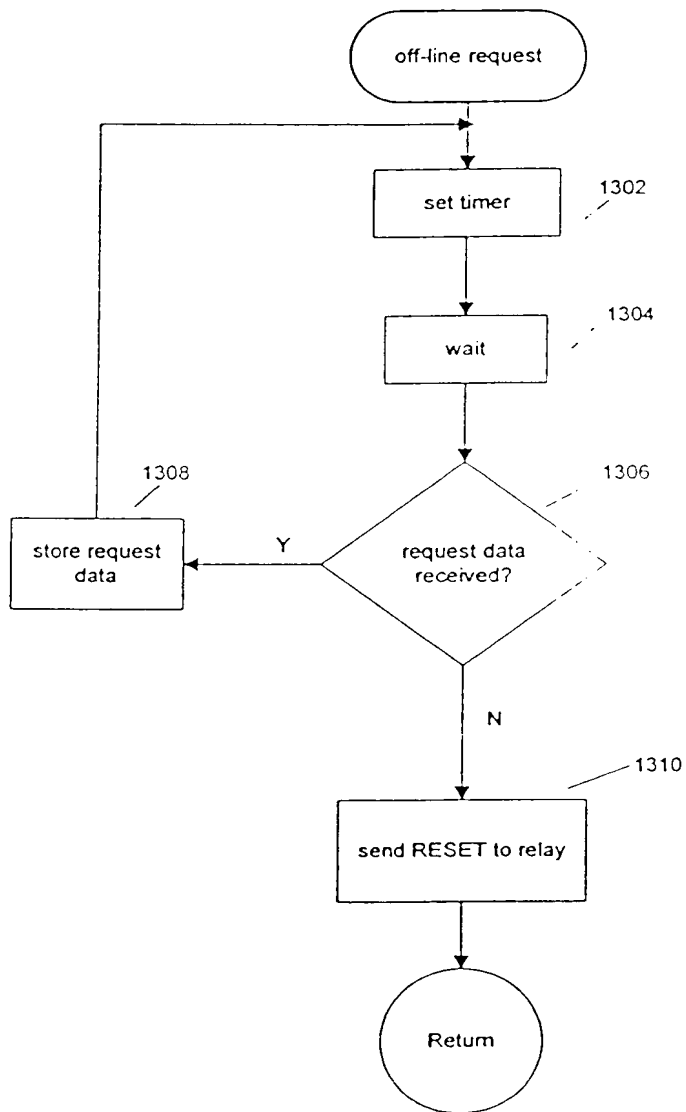 off-line request
set timer
1302
wait
1304
1306
request data
received?
Y
1308
store request
data
N
1310
send RESET to relay
Return